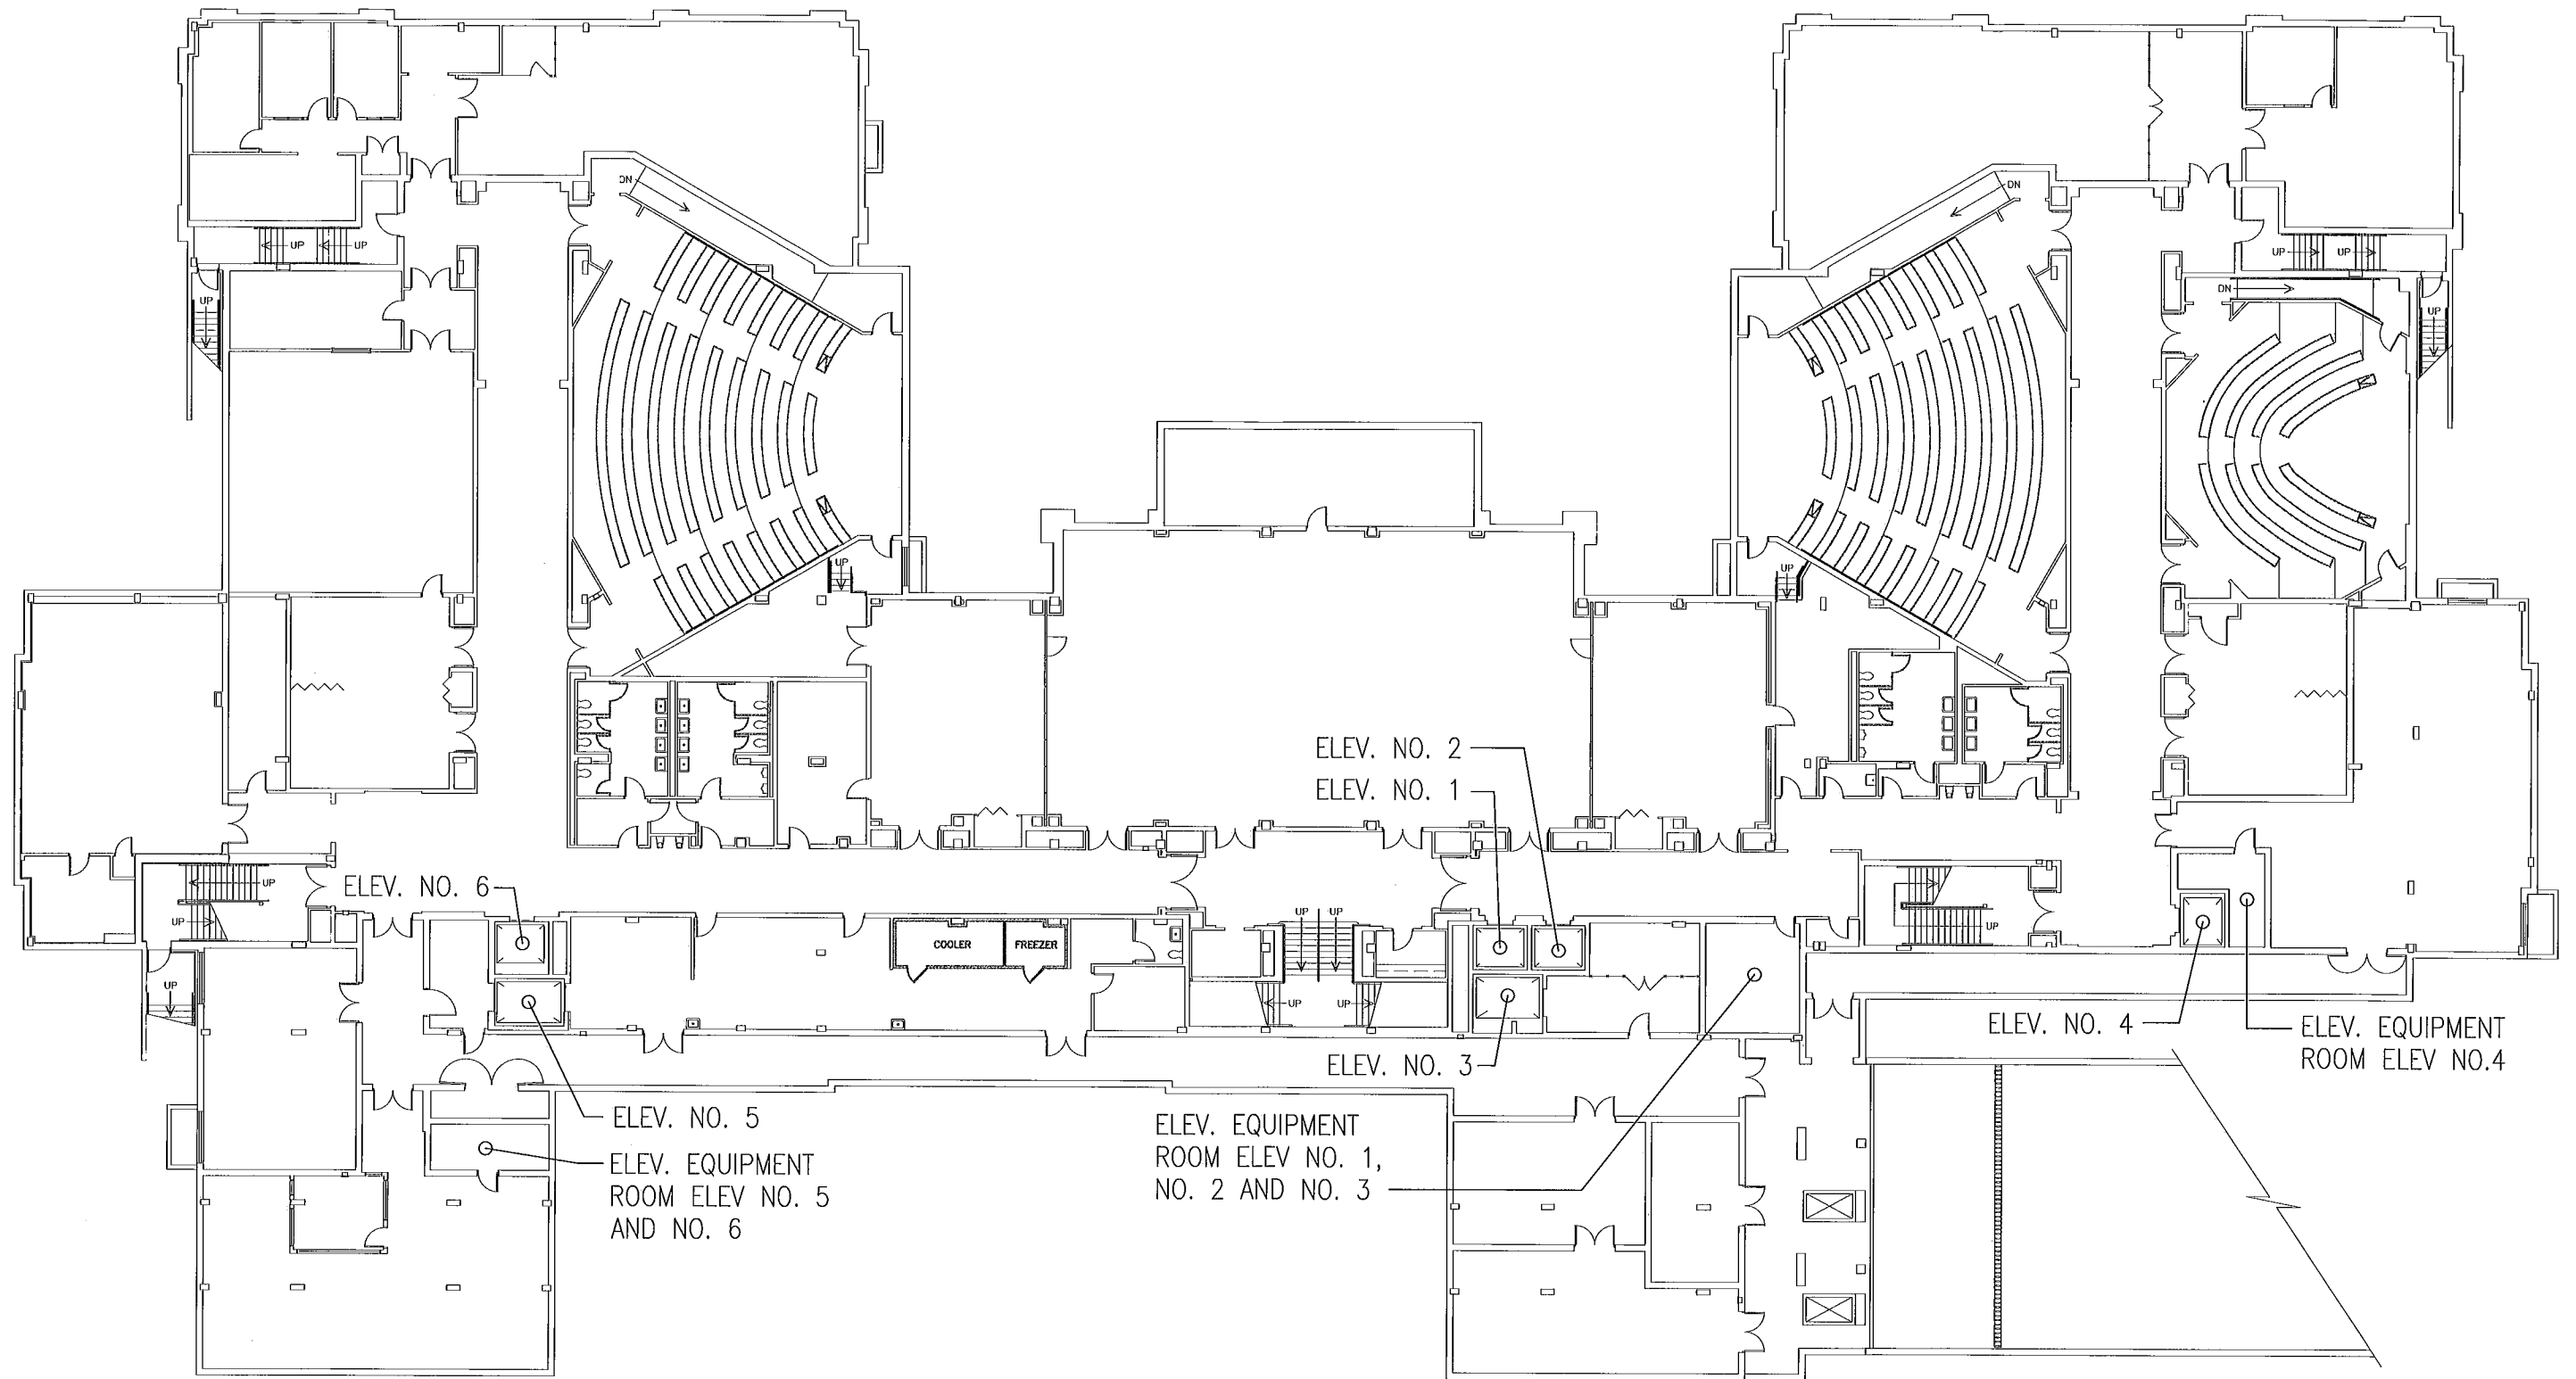 DN
DN
UP
UP
UP
UP
DN
UP
UP
UP
UP
ELEV. NO. 2
ELEV. NO. 1
ELEV. NO. 6
UP
UP
UP
UP
UP
UP
COOLER
FREEZER
UP
UP
UP
ELEV. NO. 3
ELEV. NO. 4
ELEV. EQUIPMENT
ROOM ELEV NO.4
ELEV. NO. 5
ELEV. EQUIPMENT
ROOM ELEV NO. 5
AND NO. 6
ELEV. EQUIPMENT
ROOM ELEV NO. 1,
NO. 2 AND NO. 3